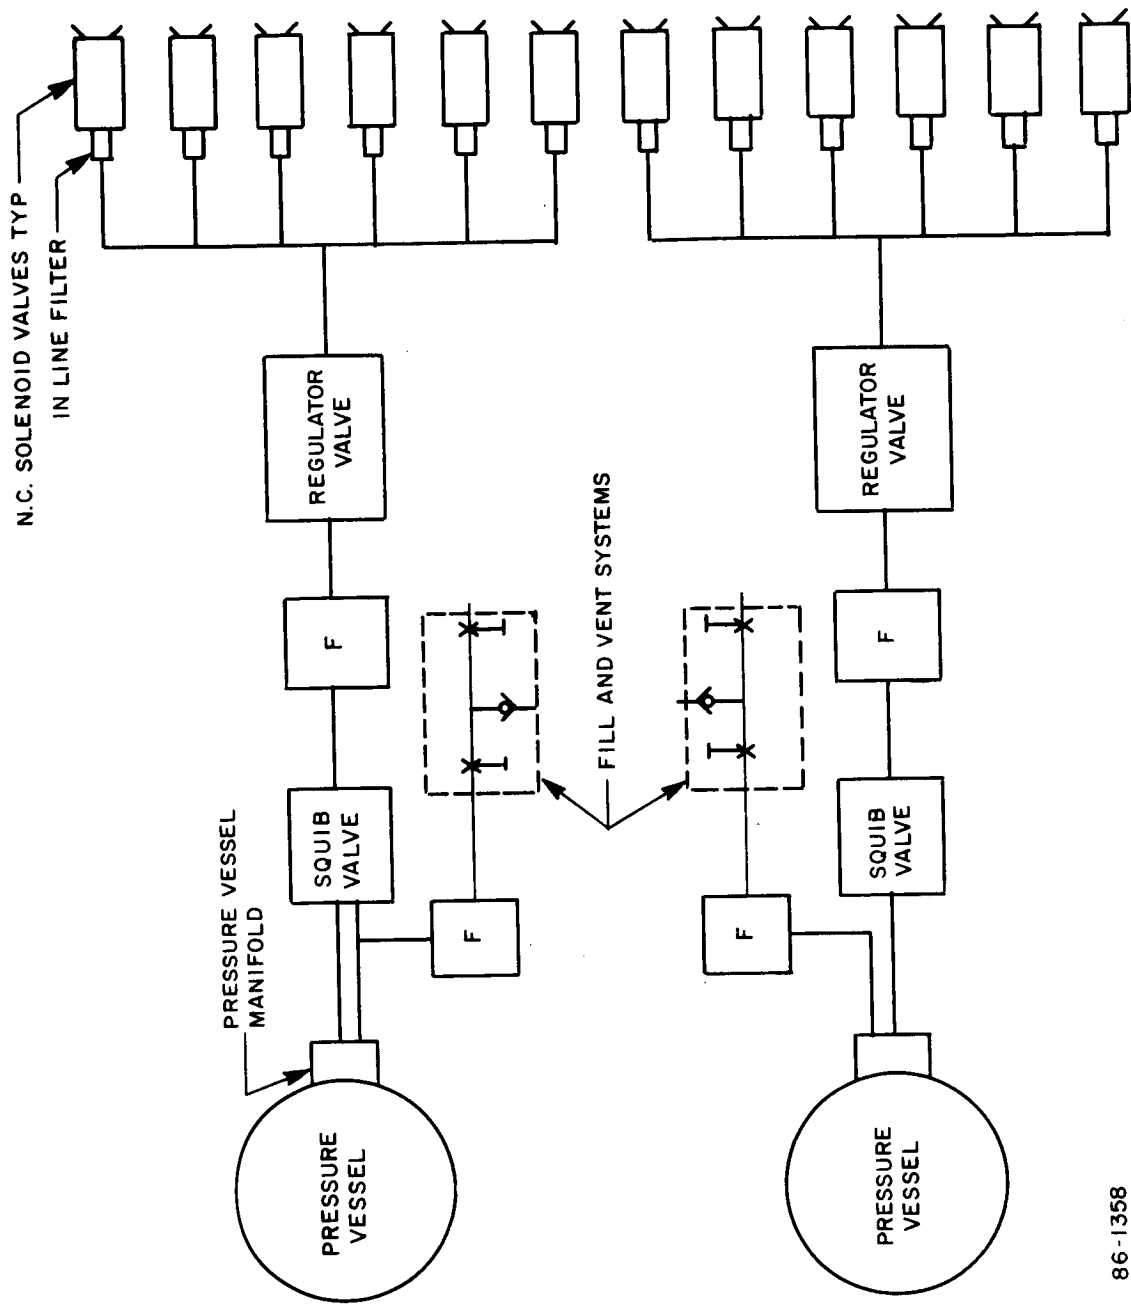 N.C. SOLENOID VALVES TYP
IN LINE FILTER
REGULATOR
VALVE
F
SQUIB
VALVE
PRESSURE VESSEL
MANIFOLD
F
PRESSURE
VESSEL
FILL AND VENT SYSTEMS
REGULATOR
VALVE
F
SQUIB
VALVE
F
PRESSURE
VESSEL
86-1358